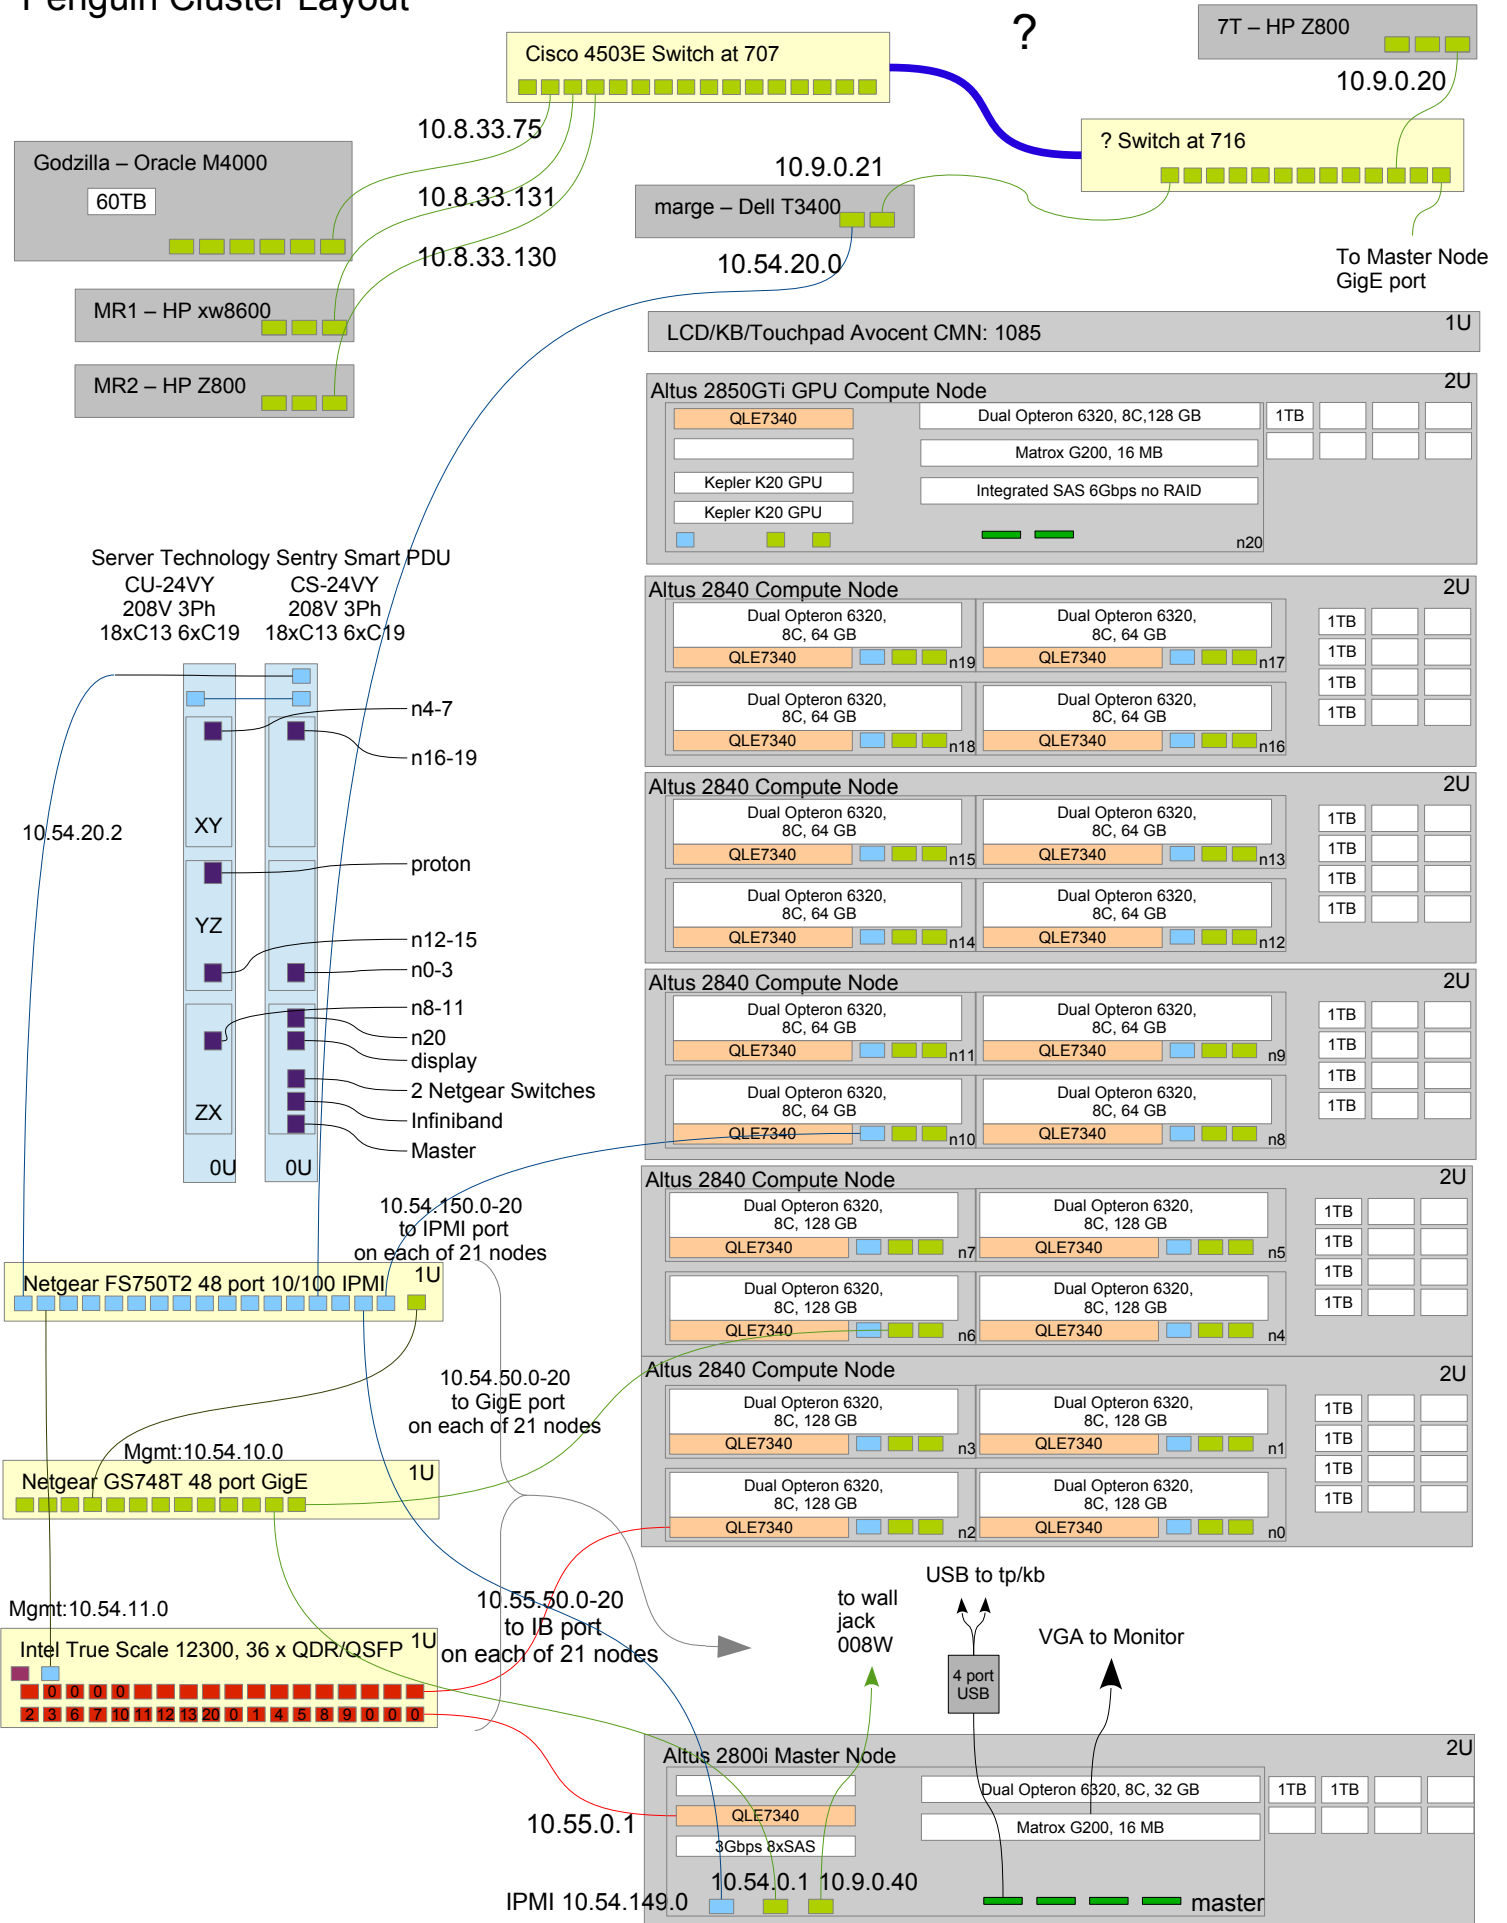 Penguin Cluster Layout
?
7T – HP Z800
Cisco 4503E Switch at 707
10.9.0.20
10.8.33.75
? Switch at 716
Godzilla – Oracle M4000
60TB
10.9.0.21
10.8.33.131
marge – Dell T3400
10.8.33.130
10.54.20.0
To Master Node
GigE port
MR1 – HP xw8600
MR2 – HP Z800
LCD/KB/Touchpad Avocent CMN: 1085
1U
Altus 2850GTi GPU Compute Node
2U
QLE7340
Dual Opteron 6320, 8C,128 GB
1TB
Matrox G200, 16 MB
Kepler K20 GPU
Integrated SAS 6Gbps no RAID
Kepler K20 GPU
n20
Server Technology Sentry Smart PDU
CU-24VY
208V 3Ph
18xC13 6xC19
CS-24VY
208V 3Ph
18xC13 6xC19
n4-7
n16-19
XY
10.54.20.2
proton
YZ
n12-15
n0-3
n8-11
n20
display
2 Netgear Switches
ZX
Infiniband
Master
0U
0U
Altus 2840 Compute Node
2U
Dual Opteron 6320,
8C, 64 GB
QLE7340
n19
Dual Opteron 6320,
8C, 64 GB
QLE7340
n17
Dual Opteron 6320,
8C, 64 GB
QLE7340
n18
Dual Opteron 6320,
8C, 64 GB
QLE7340
n16
1TB
1TB
1TB
1TB
Altus 2840 Compute Node
2U
Dual Opteron 6320,
8C, 64 GB
QLE7340
n15
Dual Opteron 6320,
8C, 64 GB
QLE7340
n13
Dual Opteron 6320,
8C, 64 GB
QLE7340
n14
Dual Opteron 6320,
8C, 64 GB
QLE7340
n12
1TB
1TB
1TB
1TB
Altus 2840 Compute Node
2U
Dual Opteron 6320,
8C, 64 GB
QLE7340
n11
Dual Opteron 6320,
8C, 64 GB
QLE7340
n9
Dual Opteron 6320,
8C, 64 GB
QLE7340
n10
Dual Opteron 6320,
8C, 64 GB
QLE7340
n8
1TB
1TB
1TB
1TB
Altus 2840 Compute Node
2U
Dual Opteron 6320,
8C, 128 GB
QLE7340
n7
Dual Opteron 6320,
8C, 128 GB
QLE7340
n5
Dual Opteron 6320,
8C, 128 GB
QLE7340
n6
Dual Opteron 6320,
8C, 128 GB
QLE7340
n4
1TB
1TB
1TB
1TB
Altus 2840 Compute Node
2U
Dual Opteron 6320,
8C, 128 GB
QLE7340
n3
Dual Opteron 6320,
8C, 128 GB
QLE7340
n1
Dual Opteron 6320,
8C, 128 GB
QLE7340
n2
Dual Opteron 6320,
8C, 128 GB
QLE7340
n0
1TB
1TB
1TB
1TB
10.54.150.0-20
to IPMI port
on each of 21 nodes
Netgear FS750T2 48 port 10/100 IPMI
1U
10.54.50.0-20
to GigE port
on each of 21 nodes
Mgmt:10.54.10.0
Netgear GS748T 48 port GigE
1U
10.55.50.0-20
to IB port
on each of 21 nodes
Mgmt:10.54.11.0
Intel True Scale 12300, 36 x QDR/QSFP
1U
0 0 0 0
2 3 6 7 10 11 12 13 20 0 1 4 5 8 9 0 0 0
USB to tp/kb
to wall
jack
008W
VGA to Monitor
4 port
USB
Altus 2800i Master Node
2U
Dual Opteron 6320, 8C, 32 GB
1TB
1TB
10.55.0.1
QLE7340
Matrox G200, 16 MB
3Gbps 8xSAS
10.54.0.1
10.9.0.40
IPMI 10.54.149.0
master